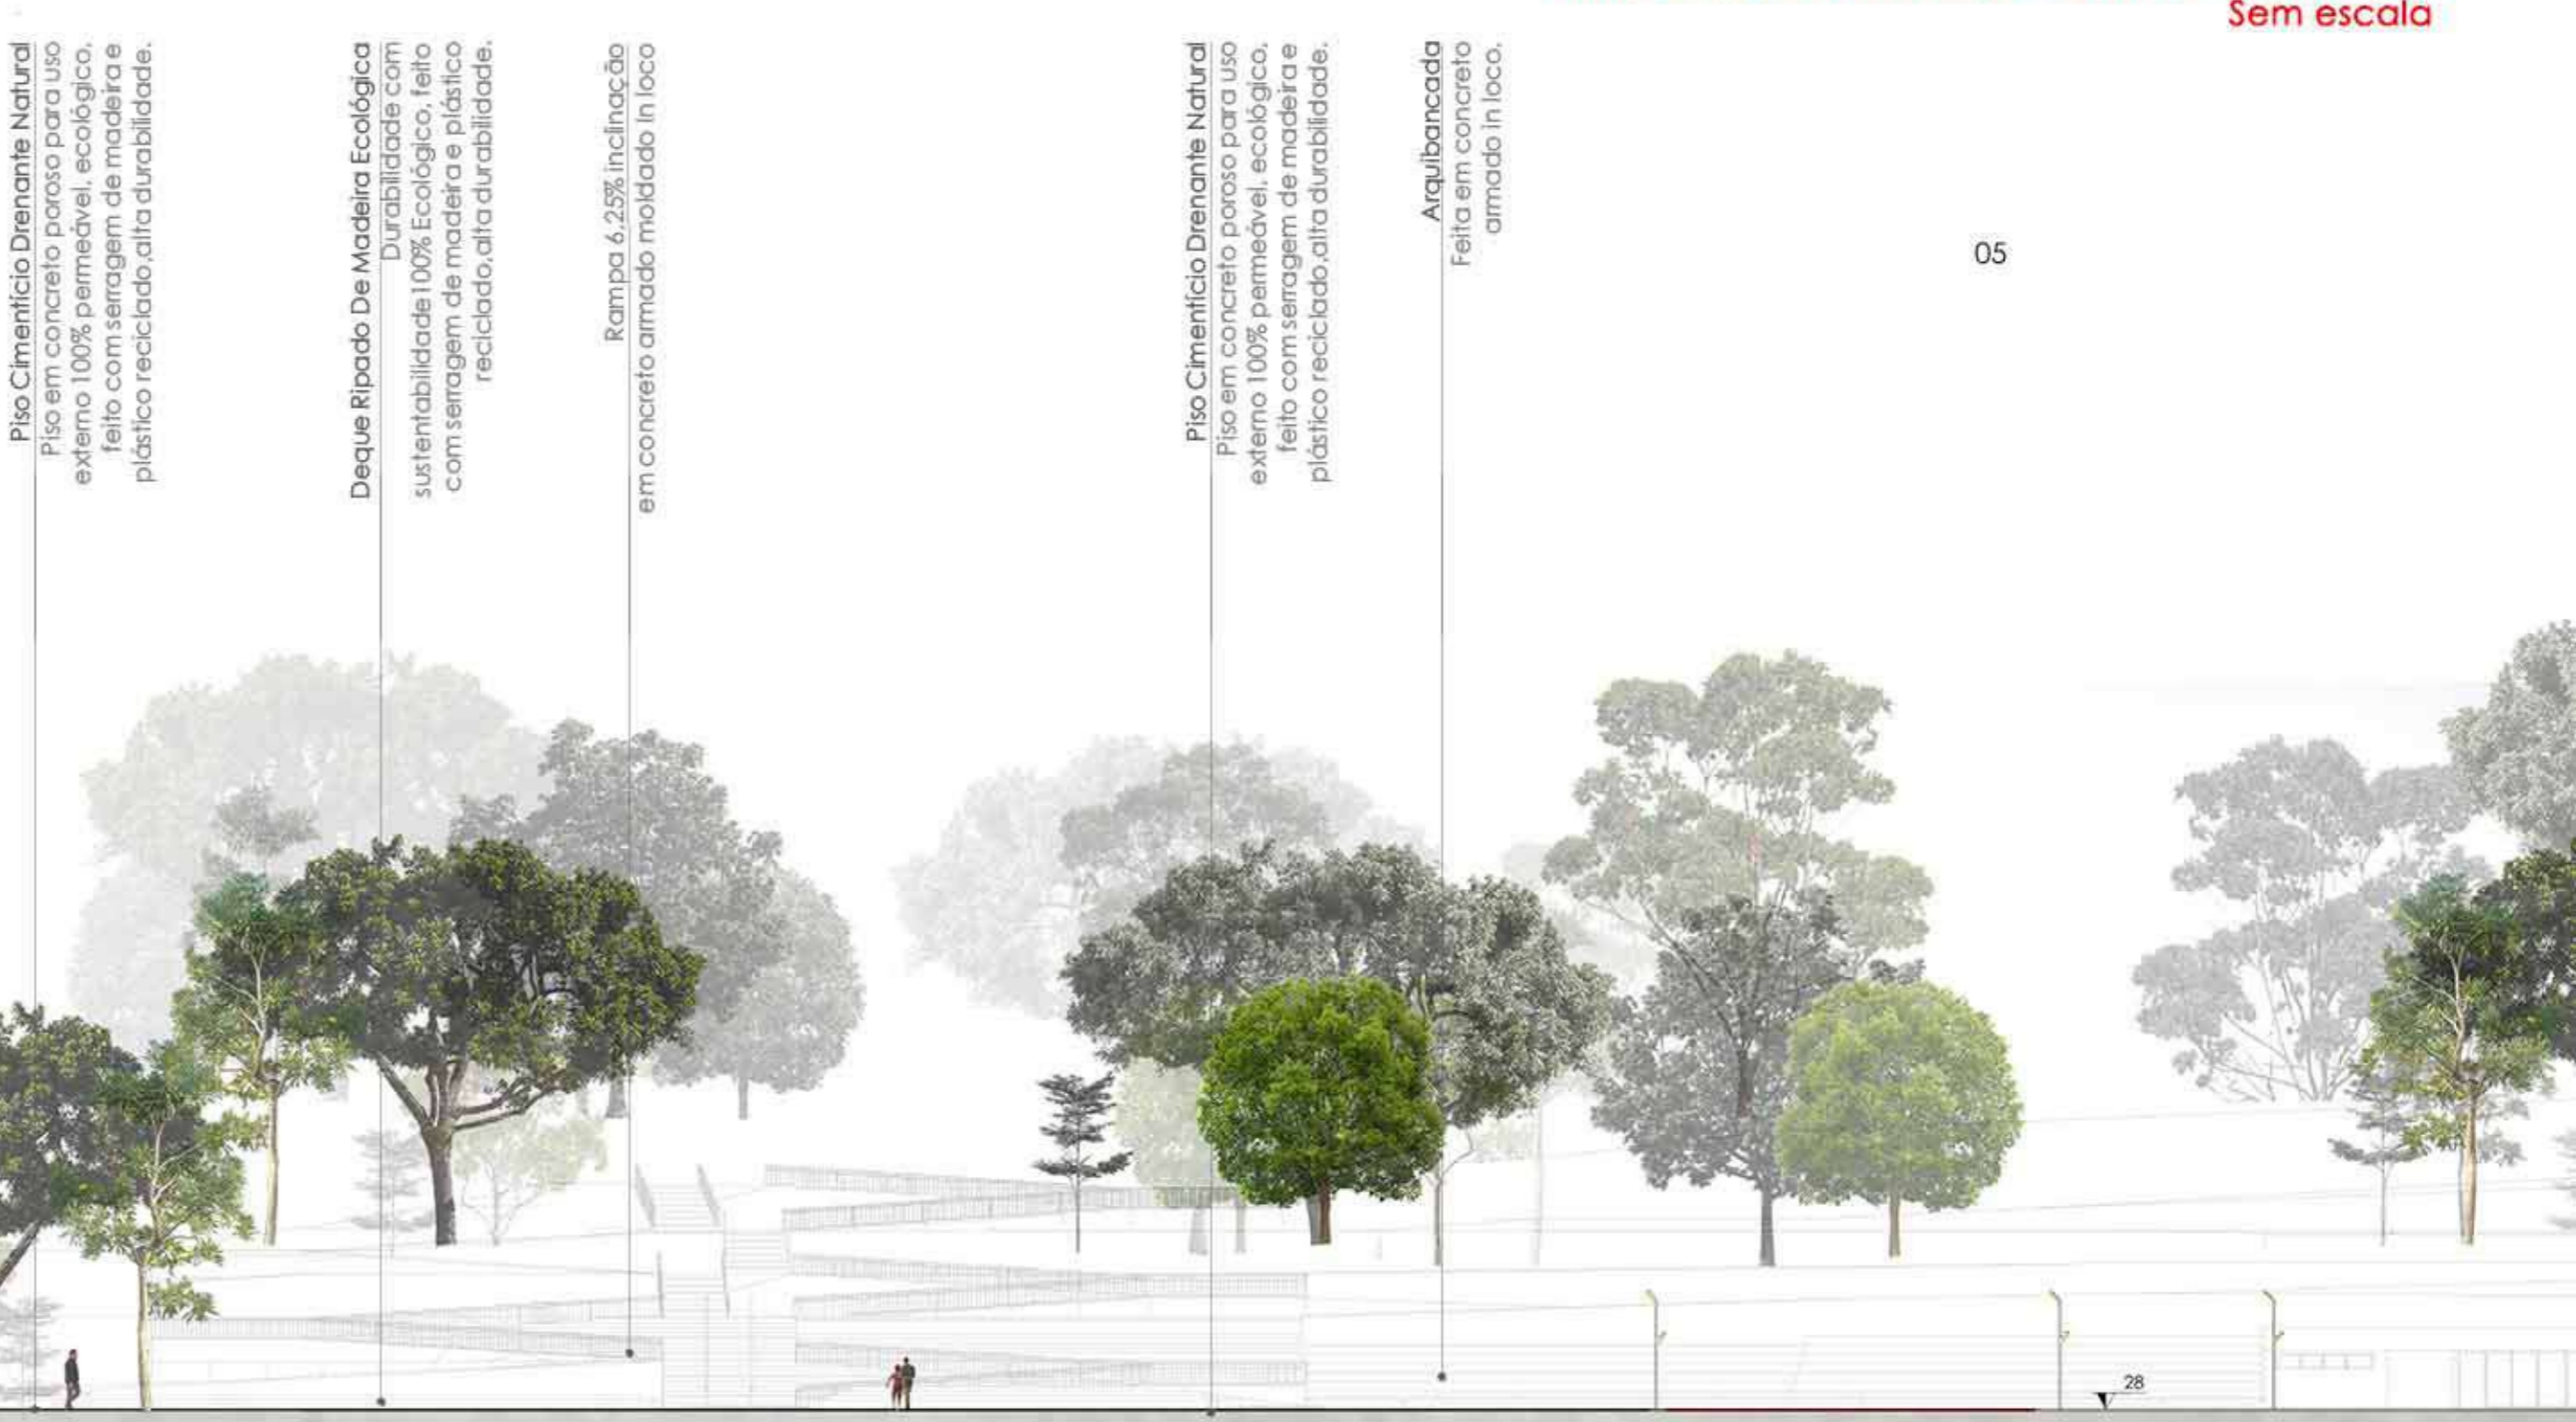 Sem escala
Piso Cimentício Drenante Natural
Piso em concreto poroso para uso
externo 100% permeável, ecológico,
feito com serragem de madeira e
plástico reciclado,alta durabilidade.
Deque Ripado De Madeira Ecológica
Durabilidade com
sustentabilidade100% Ecológico, feito
com serragem de madeira e plástico
reciclado,alta durabilidade.
Rampa 6,25% inclinação
em concreto armado moldado in loco
Piso Cimentício Drenante Natural
Piso em concreto poroso para uso
externo 100% permeável, ecológico,
feito com serragem de madeira e
plástico reciclado,alta durabilidade.
Arquibancada
Feita em concreto
armado in loco.
05
28